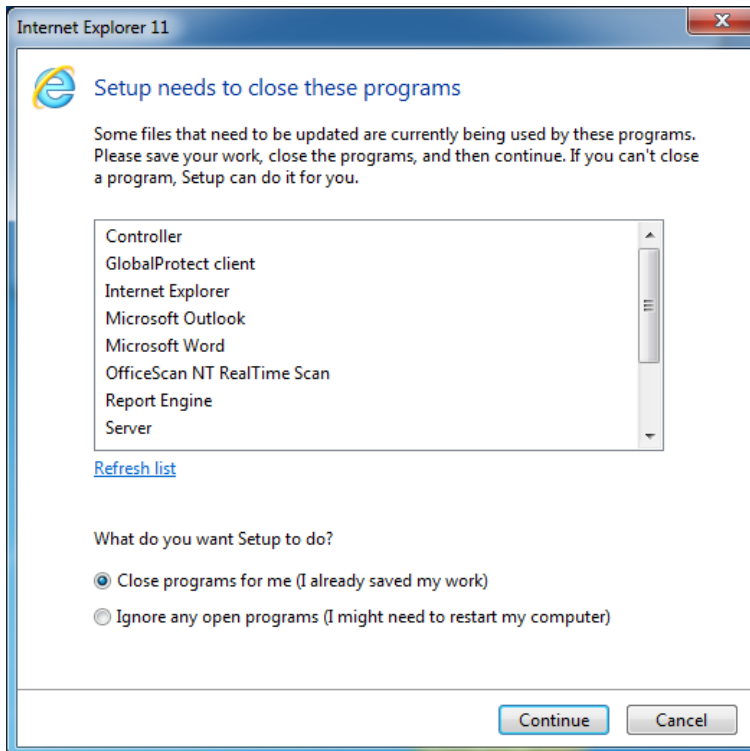 Internet Explorer 11
Setup needs to close these programs
Some files that need to be updated are currently being used by these programs.
Please save your work, close the programs, and then continue. If you can't close
a program, Setup can do it for you.
Controller
GlobalProtect client
Internet Explorer
Microsoft Outlook
Microsoft Word
OfficeScan NT RealTime Scan
Report Engine
Server
Refresh list
What do you want Setup to do?
Close programs for me (I already saved my work)
Ignore any open programs (I might need to restart my computer)
Continue Cancel